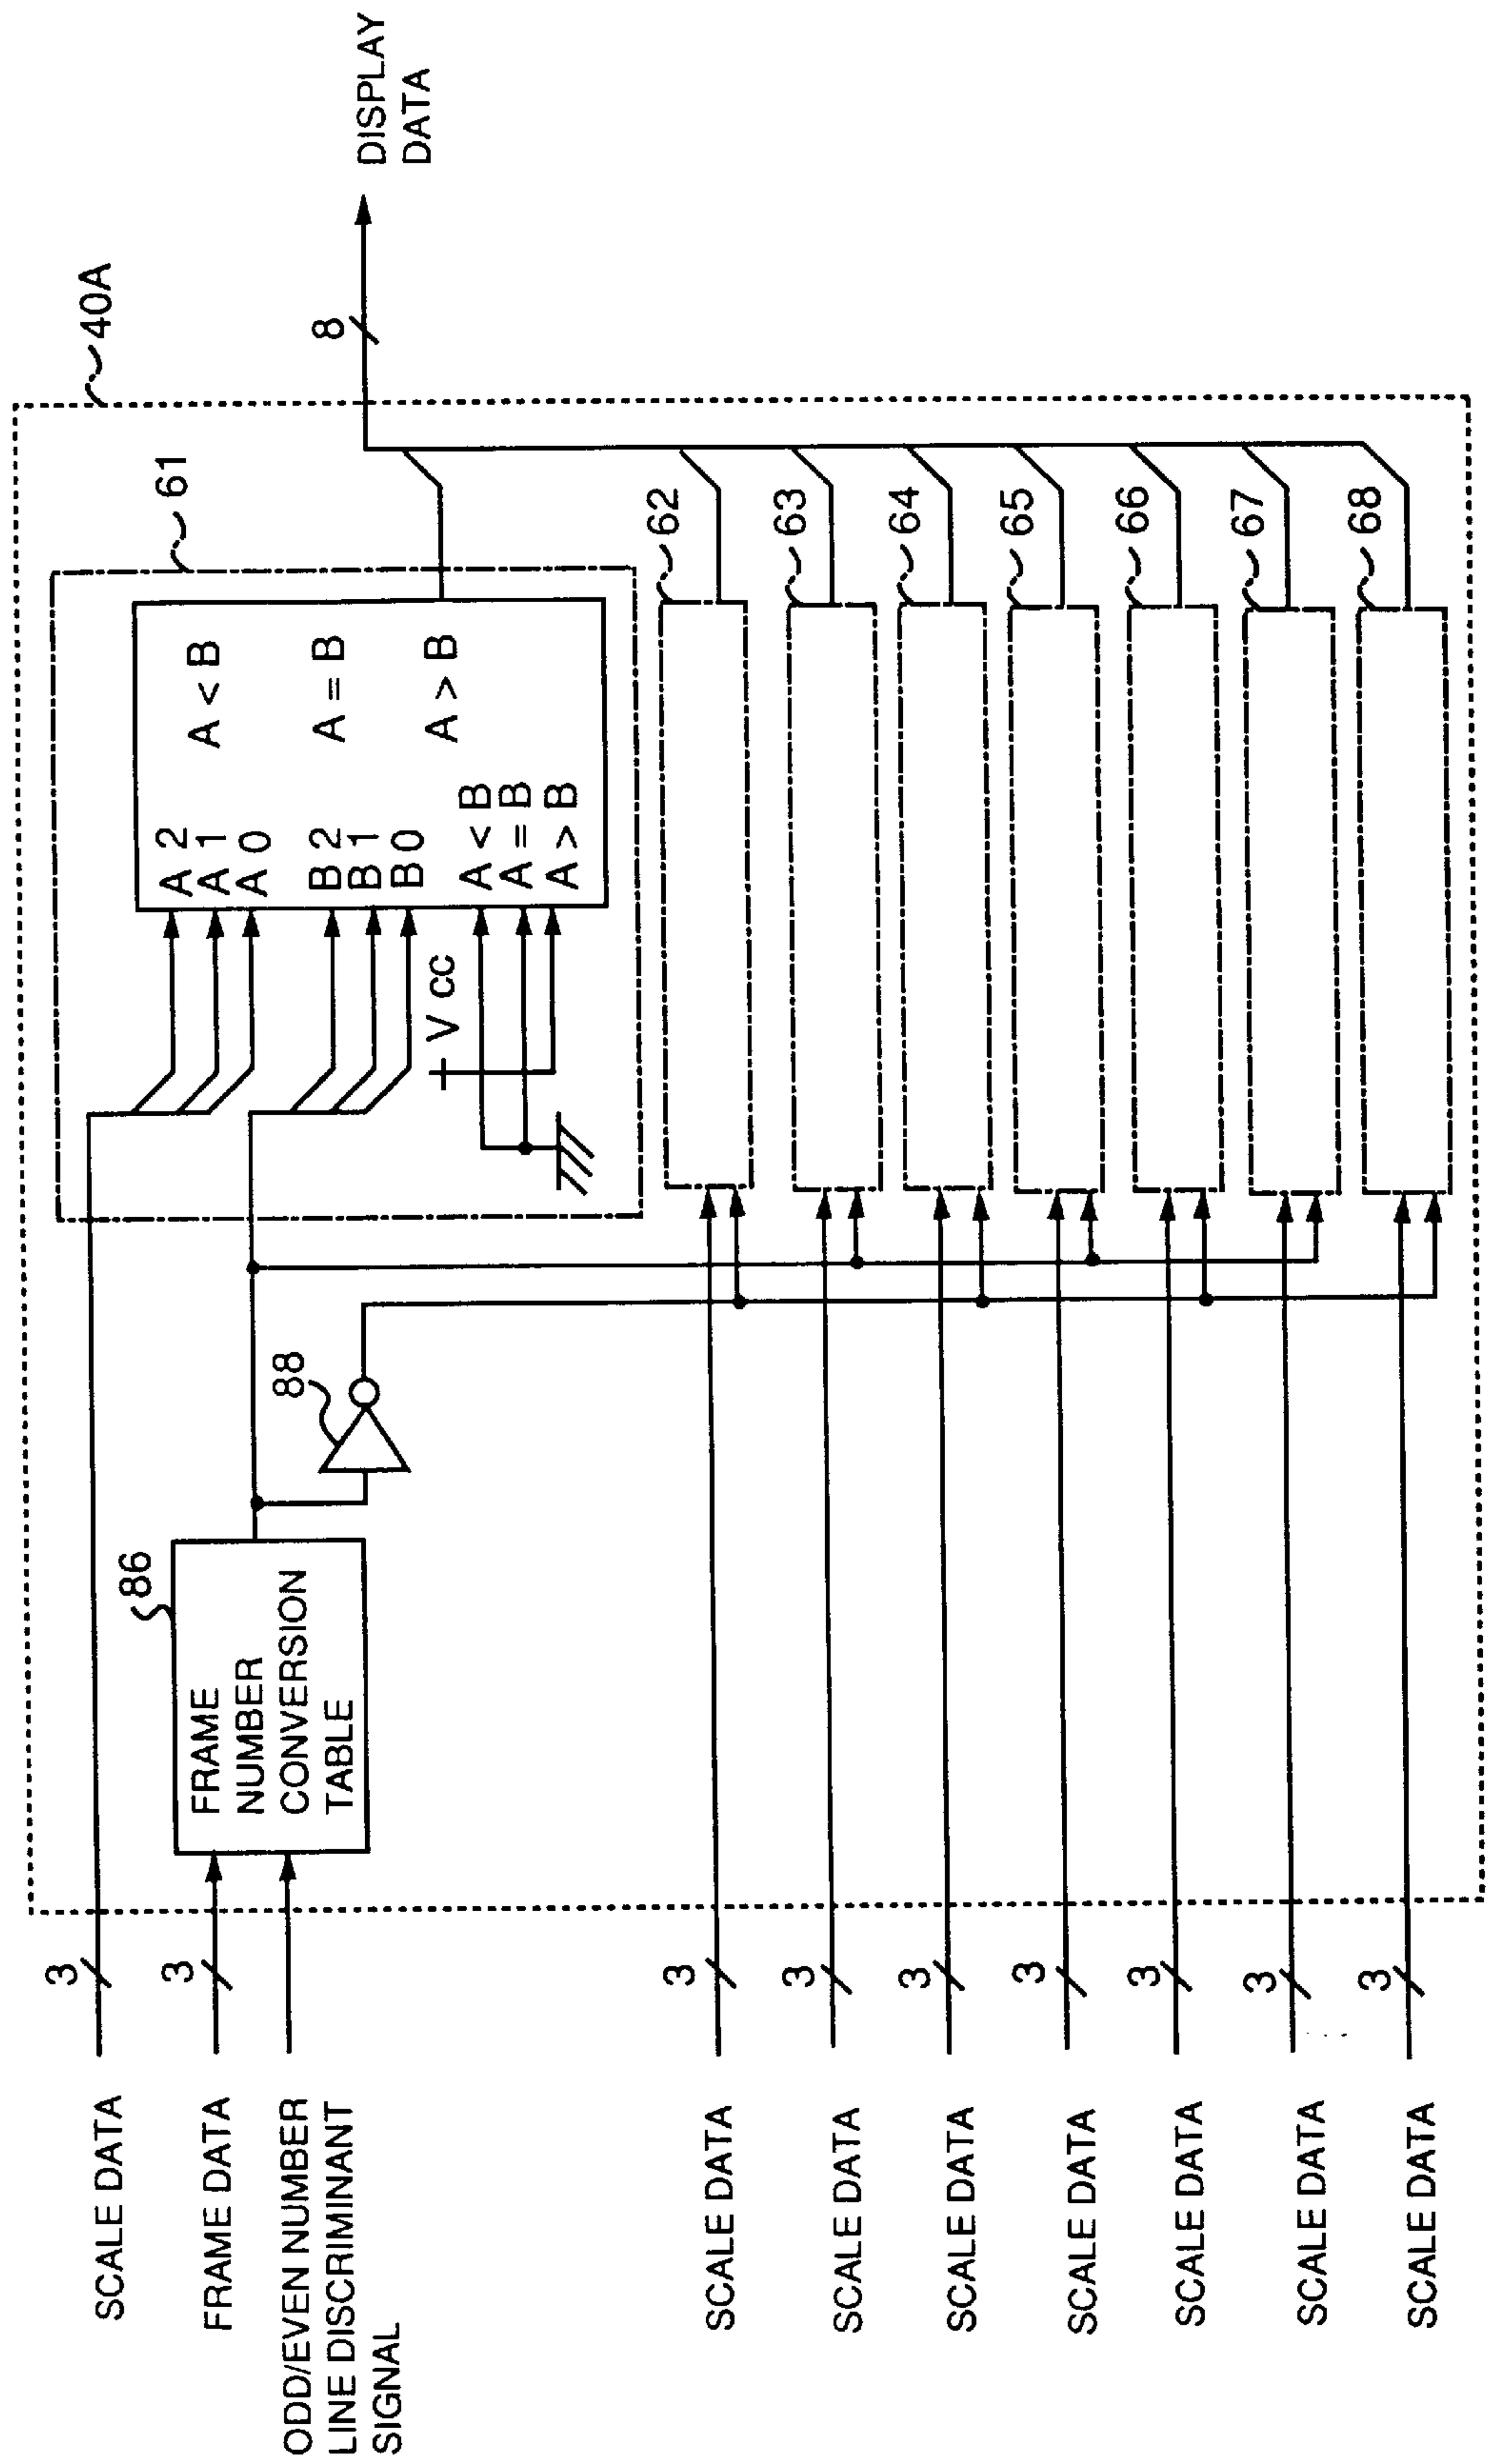 40A
61
SCALE DATA
3
A 2
A 1
A 0
A < B
B 2
B 1
B 0
A = B
A < B
A = B
A > B
A > B
V cc
8
DISPLAY
DATA
FRAME DATA
3
86
FRAME
NUMBER
CONVERSION
TABLE
88
ODD/EVEN NUMBER
LINE DISCRIMINANT
SIGNAL
SCALE DATA
3
62
SCALE DATA
3
63
SCALE DATA
3
64
SCALE DATA
3
65
SCALE DATA
3
66
SCALE DATA
3
67
SCALE DATA
3
68